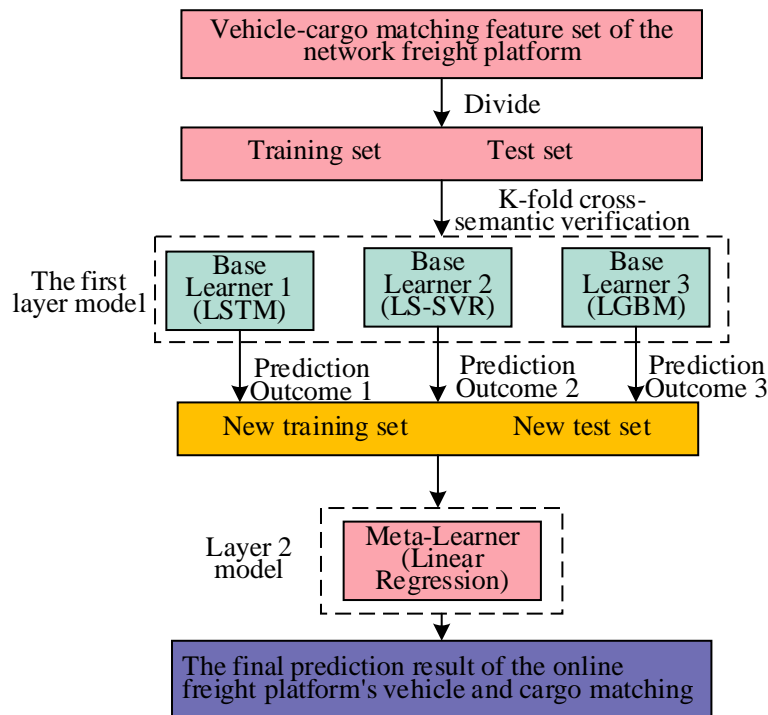 Vehicle-cargo matching feature set of the
network freight platform
Divide
Training set Test set
K-fold cross-
semantic verification
The first
layer model
Base
Learner 1
(LSTM)
Base
Learner 2
(LS-SVR)
Base
Learner 3
(LGBM)
Prediction
Outcome 1
Prediction
Outcome 2
Prediction
Outcome 3
New training set New test set
Layer 2
model
Meta-Learner
(Linear
Regression)
The final prediction result of the online
freight platform's vehicle and cargo matching